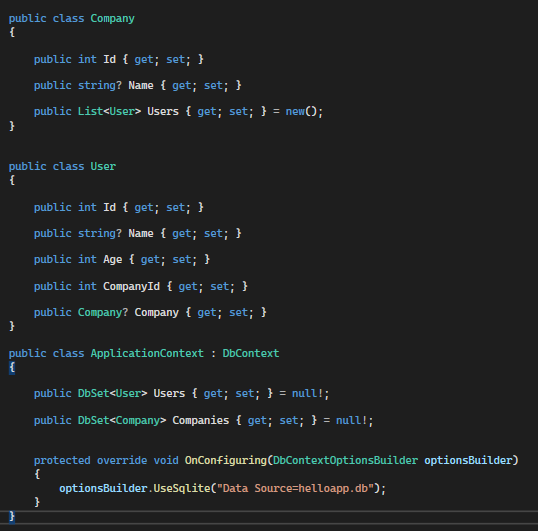 public class Company
{
public int Id { get; set; }
public string? Name { get; set; }
public List<User> Users { get; set; } = new();
}
public class User
{
public int Id { get; set; }
public string? Name { get; set; }
public int Age { get; set; }
public int CompanyId { get; set; }
public Company? Company { get; set; }
}
public class ApplicationContext : DbContext
{
public DbSet<User> Users { get; set; } = null!;
public DbSet<Company> Companies { get; set; } = null!;
protected override void OnConfiguring(DbContextOptionsBuilder optionsBuilder)
{
optionsBuilder.UseSqlite("Data Source=helloapp.db");
}
}